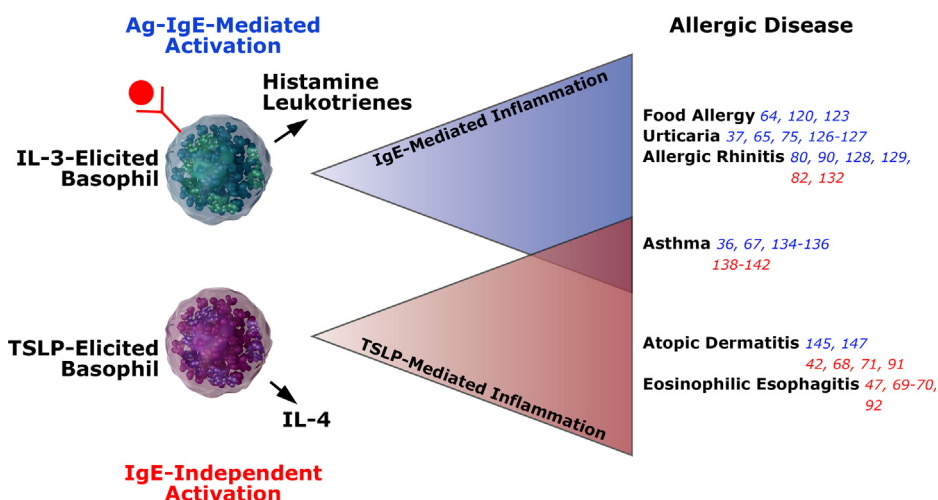 Ag-IgE-Mediated
Activation
Allergic Disease
Histamine
Leukotrienes
IL-3-Elicited
Basophil
IgE-Mediated Inflammation
Food Allergy 64, 120, 123
Urticaria 37, 65, 75, 126-127
Allergic Rhinitis 80, 90, 128, 129,
82, 132
Asthma 36, 67, 134-136
138-142
TSLP-Elicited
Basophil
IL-4
TSLP-Mediated Inflammation
Atopic Dermatitis 145, 147
42, 68, 71, 91
Eosinophilic Esophagitis 47, 69-70,
92
IgE-Independent
Activation